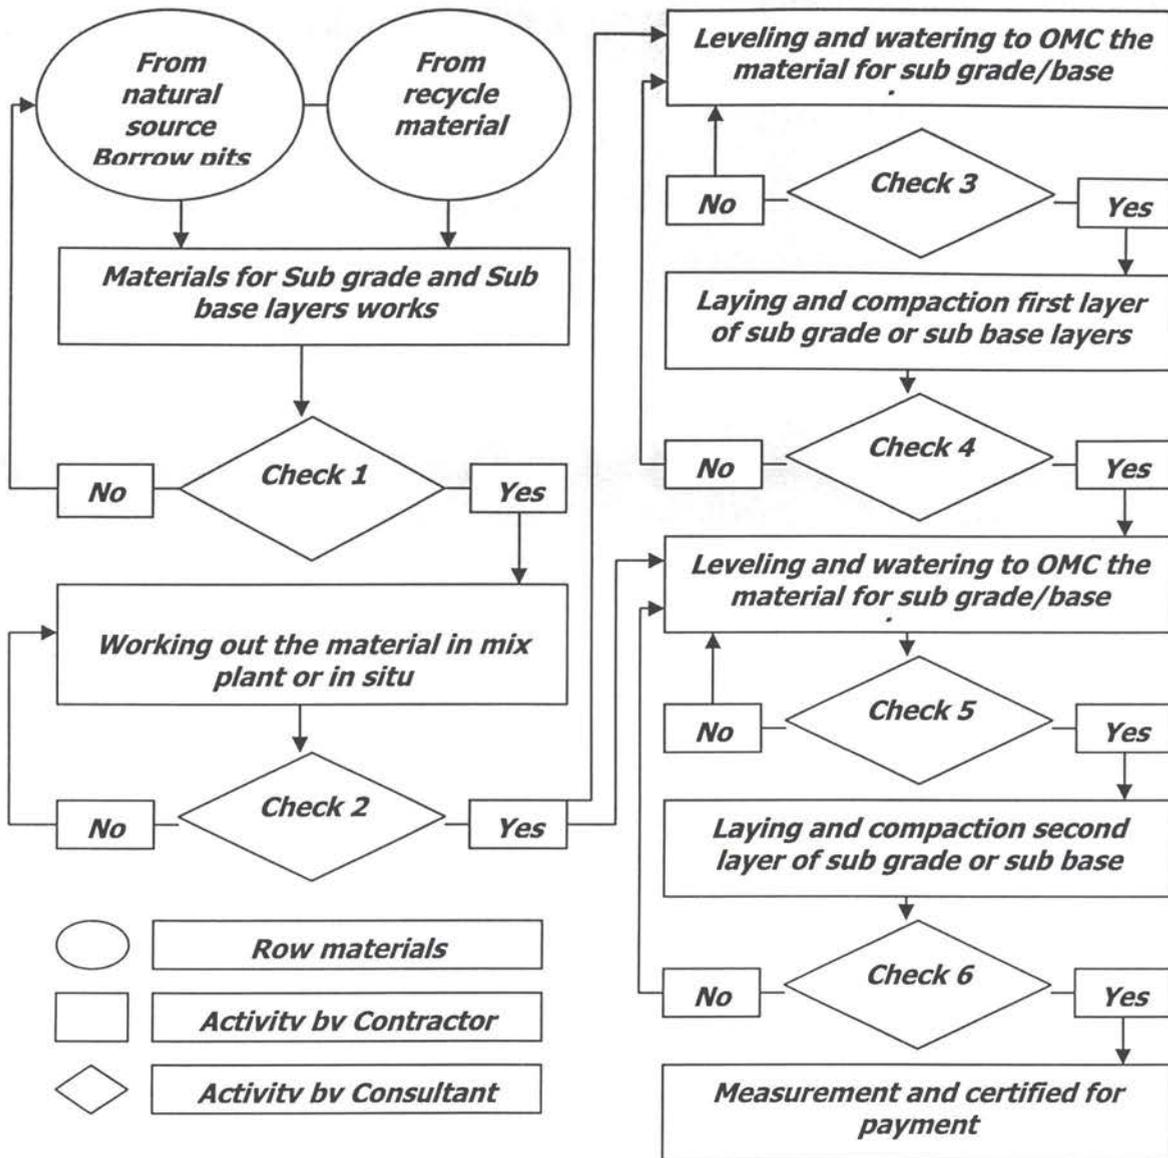 From
natural
source
Borrow pits
From
recycle
material
Materials for Sub grade and Sub
base layers works
Check 1
No
Yes
Working out the material in mix
plant or in situ
Check 2
No
Yes
Row materials
Activity by Contractor
Activity by Consultant
Leveling and watering to OMC the
material for sub grade/base
.
Check 3
No
Yes
Laying and compaction first layer
of sub grade or sub base layers
Check 4
No
Yes
Leveling and watering to OMC the
material for sub grade/base
.
Check 5
No
Yes
Laying and compaction second
layer of sub grade or sub base
Check 6
No
Yes
Measurement and certified for
payment